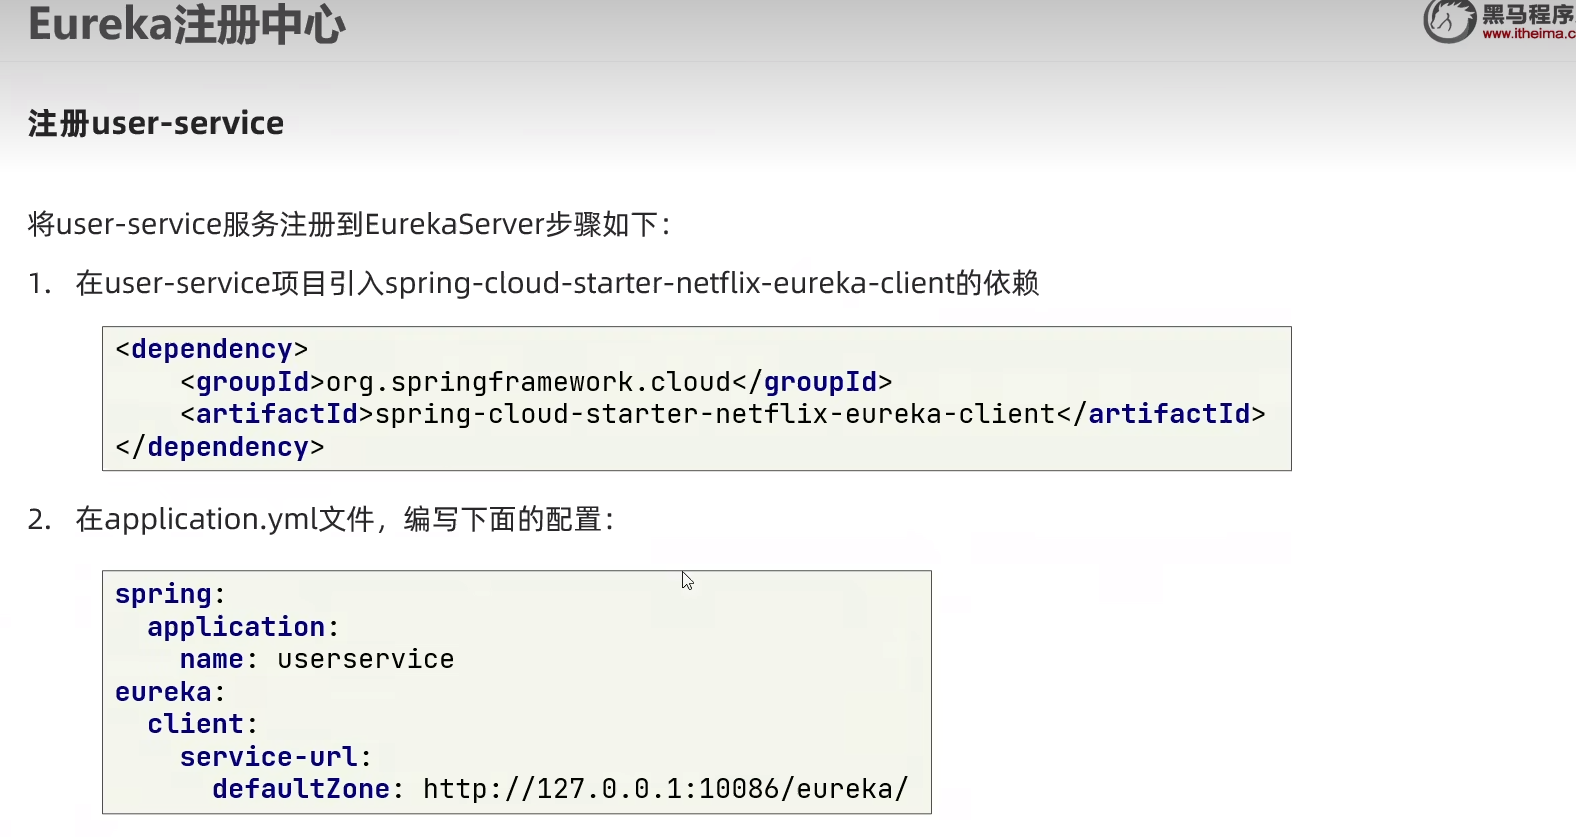 Eureka注册中心
黑马程序
www.itheima.c
注册user-service
将user-service服务注册到EurekaServer步骤如下：
1. 在user-service项目引入spring-cloud-starter-netflix-eureka-client的依赖
<dependency>
    <groupId>org.springframework.cloud</groupId>
    <artifactId>spring-cloud-starter-netflix-eureka-client</artifactId>
</dependency>
2. 在application.yml文件，编写下面的配置：
spring:
  application:
    name: userservice
eureka:
  client:
    service-url:
      defaultZone: http://127.0.0.1:10086/eureka/